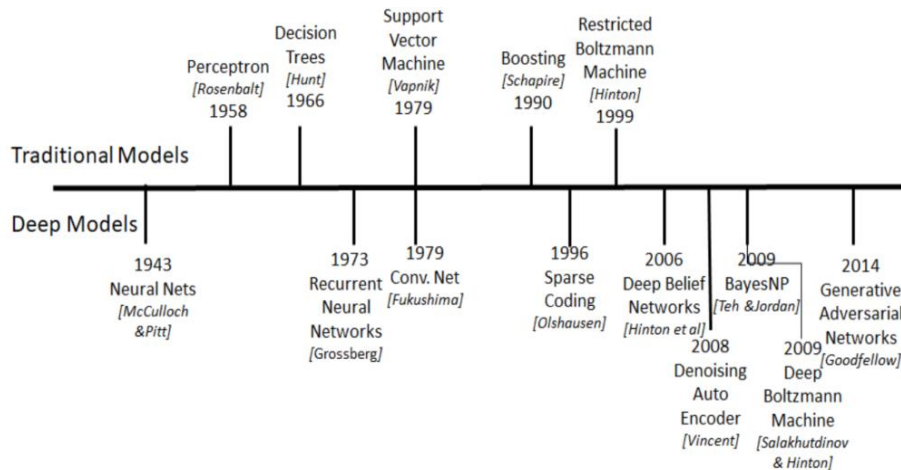 Perceptron
[Rosenbalt]
1958
Decision
Trees
[Hunt]
1966
Support
Vector
Machine
[Vapnik]
1979
Boosting
[Schapire]
1990
Restricted
Boltzmann
Machine
[Hinton]
1999
Traditional Models
Deep Models
1943
Neural Nets
[McCulloch
&Pitt]
1973
Recurrent
Neural
Networks
[Grossberg]
1979
Conv. Net
[Fukushima]
1996
Sparse
Coding
[Olshausen]
2006
Deep Belief
Networks
[Hinton et al]
2008
Denoising
Auto
Encoder
[Vincent]
2009
BayesNP
[Teh &Jordan]
2009 Deep
Boltzmann
Machine
[Salakhutdinov
& Hinton]
2014
Generative
Adversarial
Networks
[Goodfellow]